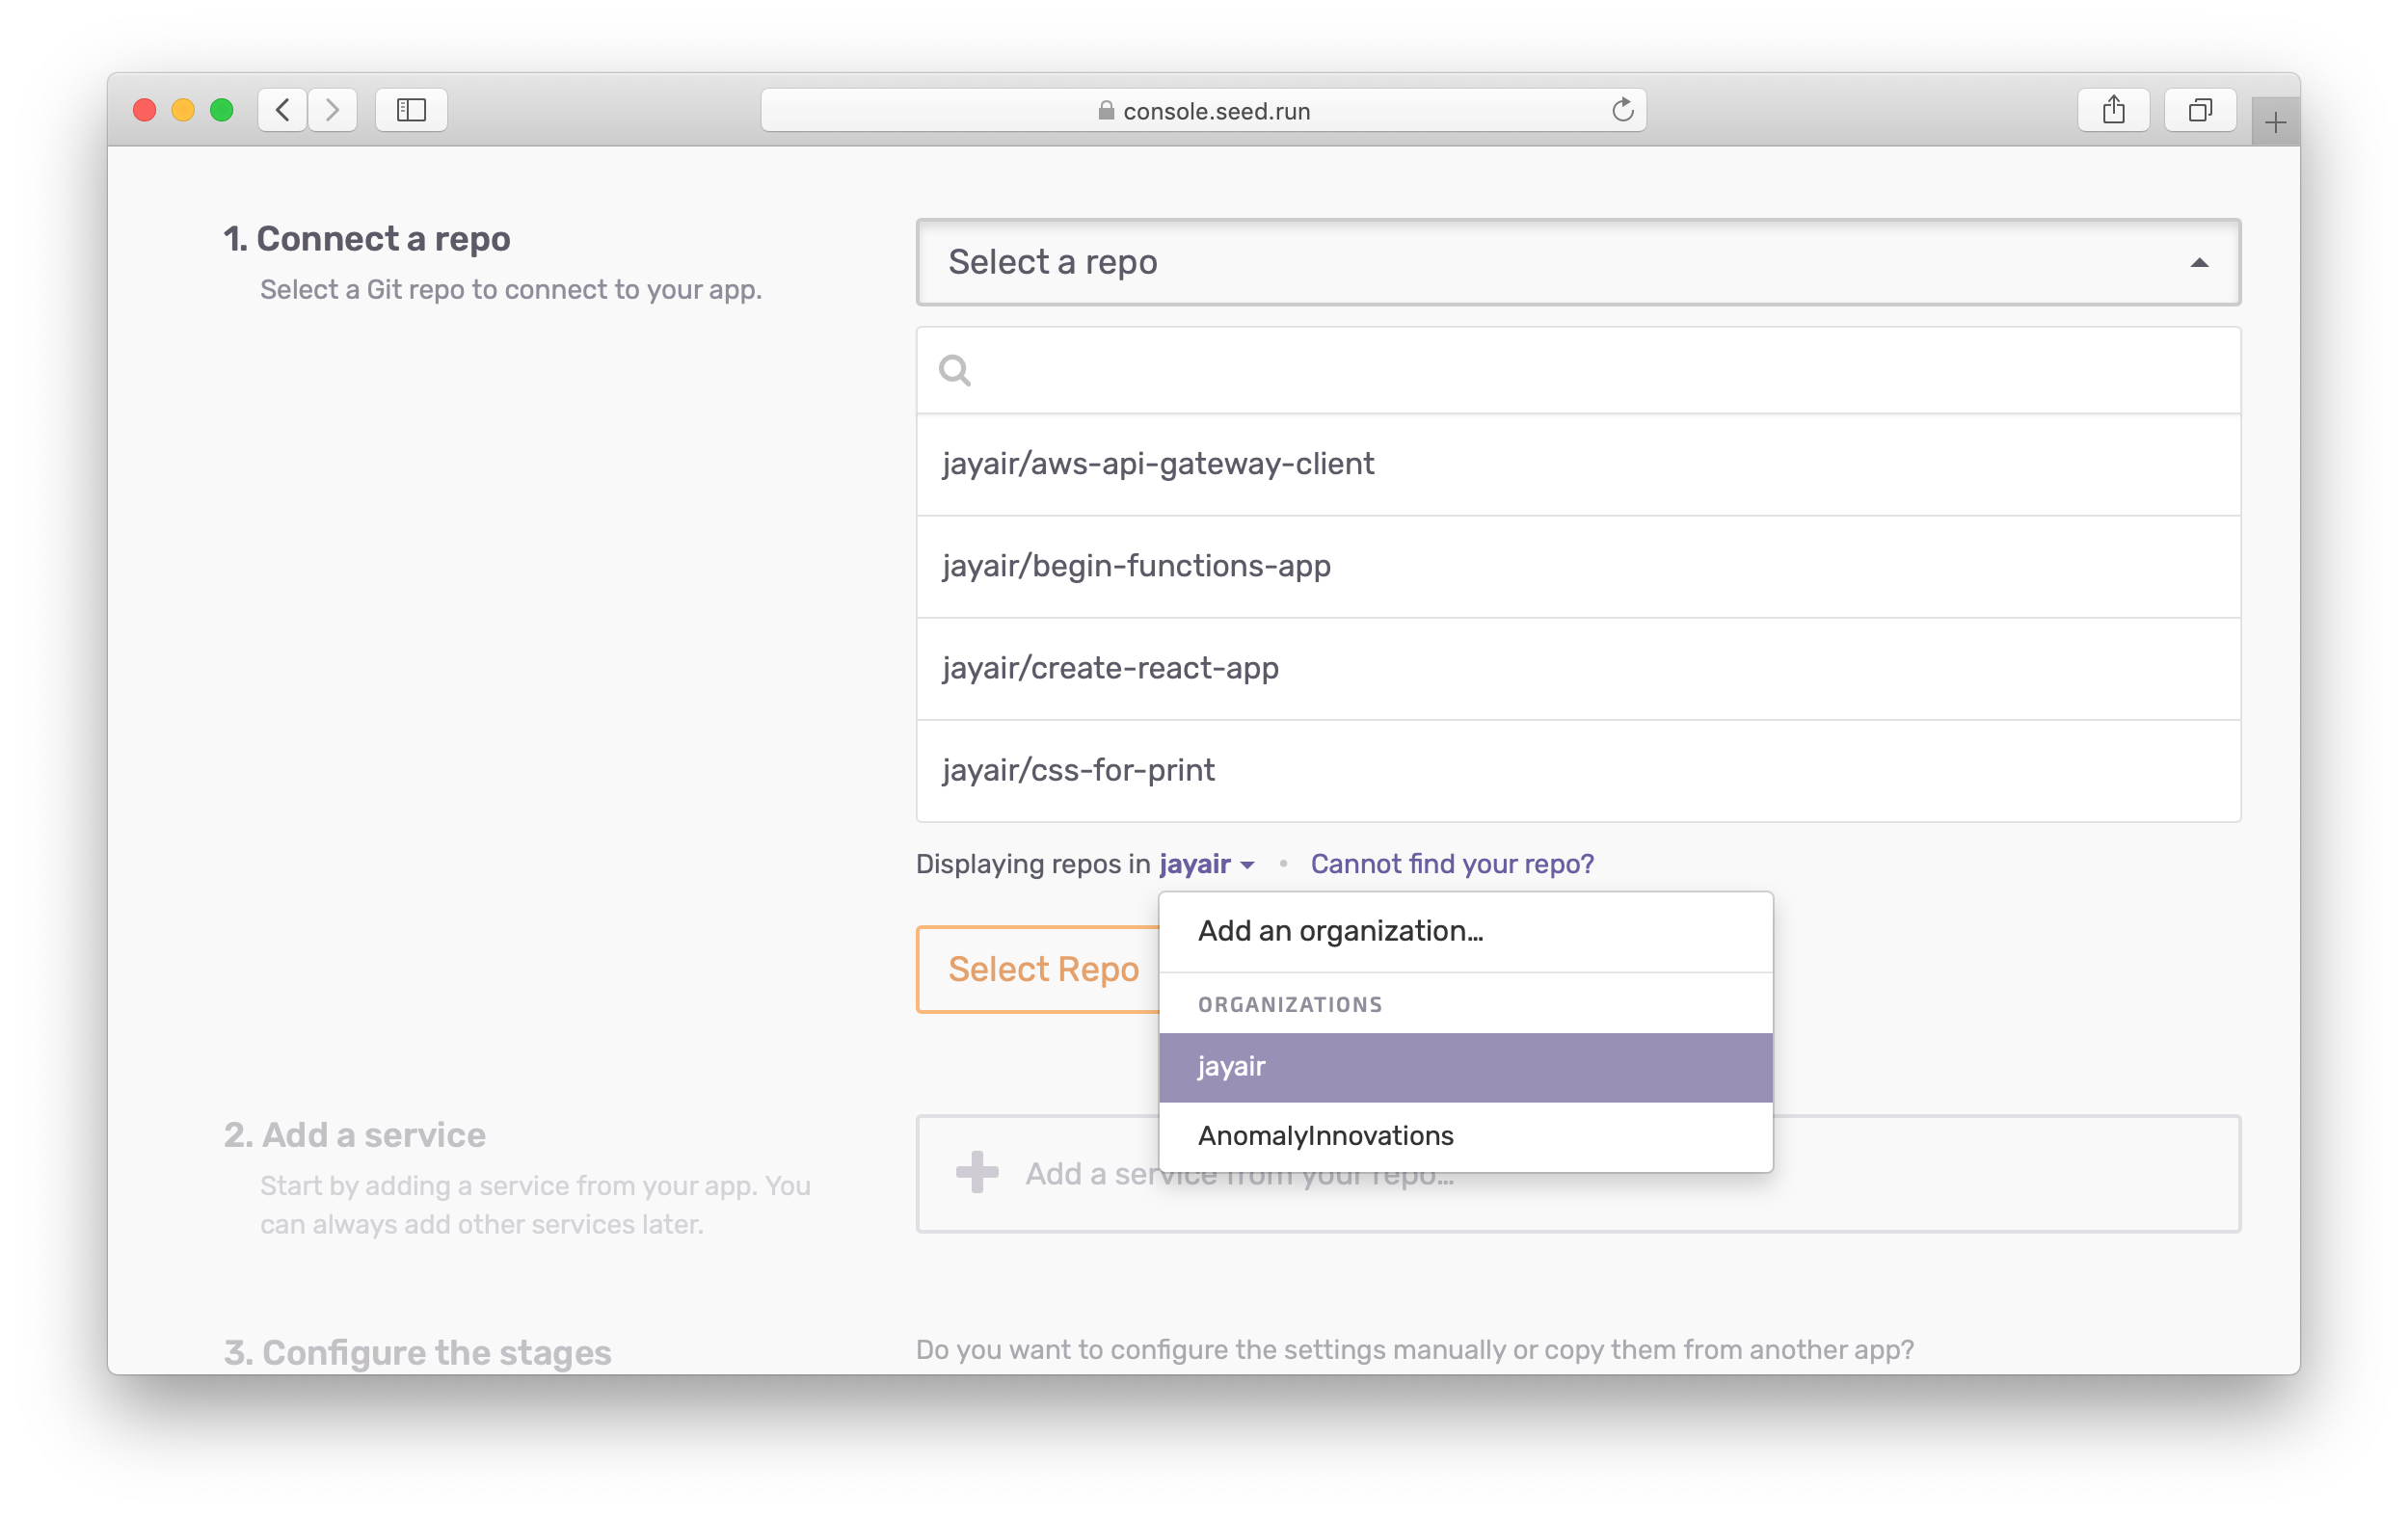 console.seed.run
1. Connect a repo
Select a Git repo to connect to your app.
Select a repo
jayair/aws-api-gateway-client
jayair/begin-functions-app
jayair/create-react-app
jayair/css-for-print
Displaying repos in jayair • Cannot find your repo?
Add an organization...
Select Repo
ORGANIZATIONS
jayair
AnomalyInnovations
2. Add a service
Start by adding a service from your app. You
can always add other services later.
Add a service from your repo...
3. Configure the stages
Do you want to configure the settings manually or copy them from another app?